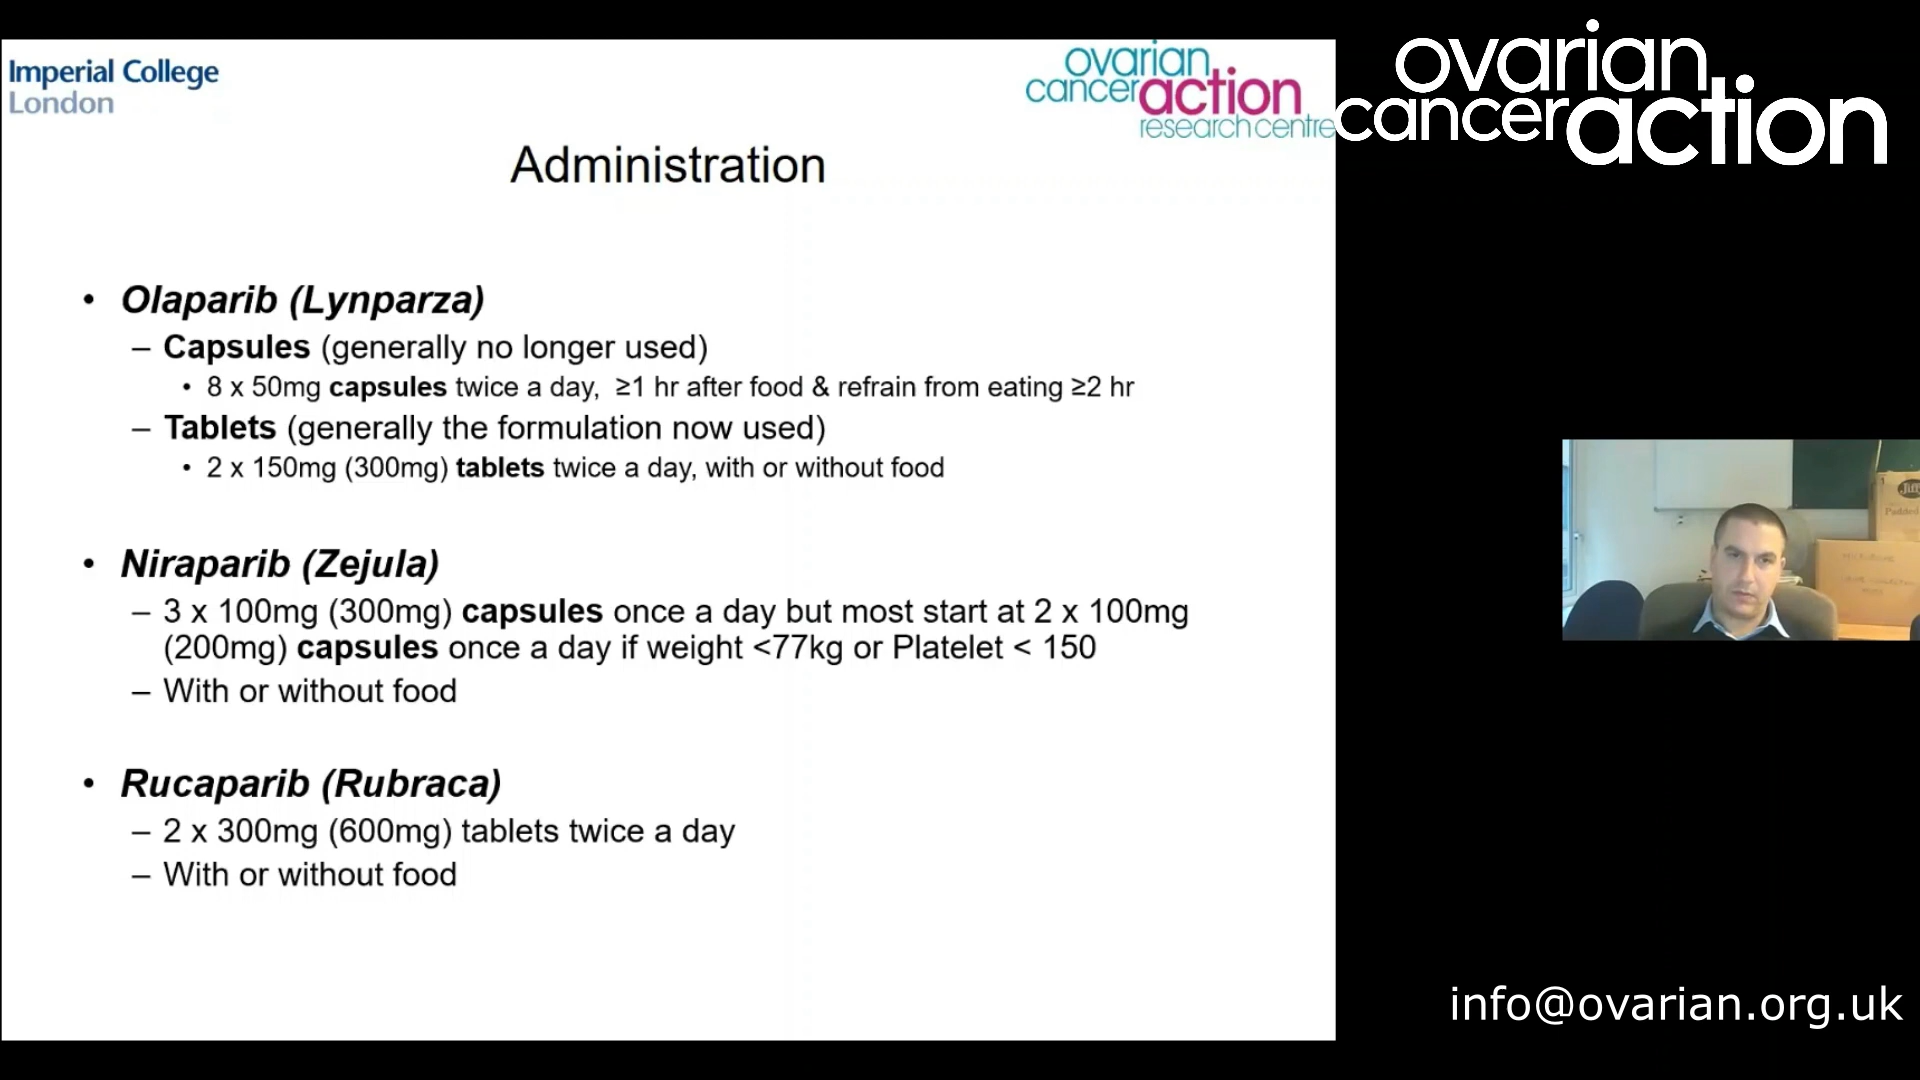 Imperial College
London
ovarian
canceraction
research centre
ovarian
canceraction
Administration
• Olaparib (Lynparza)
– Capsules (generally no longer used)
• 8 x 50mg capsules twice a day, ≥1 hr after food & refrain from eating ≥2 hr
– Tablets (generally the formulation now used)
• 2 x 150mg (300mg) tablets twice a day, with or without food
• Niraparib (Zejula)
– 3 x 100mg (300mg) capsules once a day but most start at 2 x 100mg
(200mg) capsules once a day if weight <77kg or Platelet < 150
– With or without food
• Rucaparib (Rubraca)
– 2 x 300mg (600mg) tablets twice a day
– With or without food
Padded
info@ovarian.org.uk